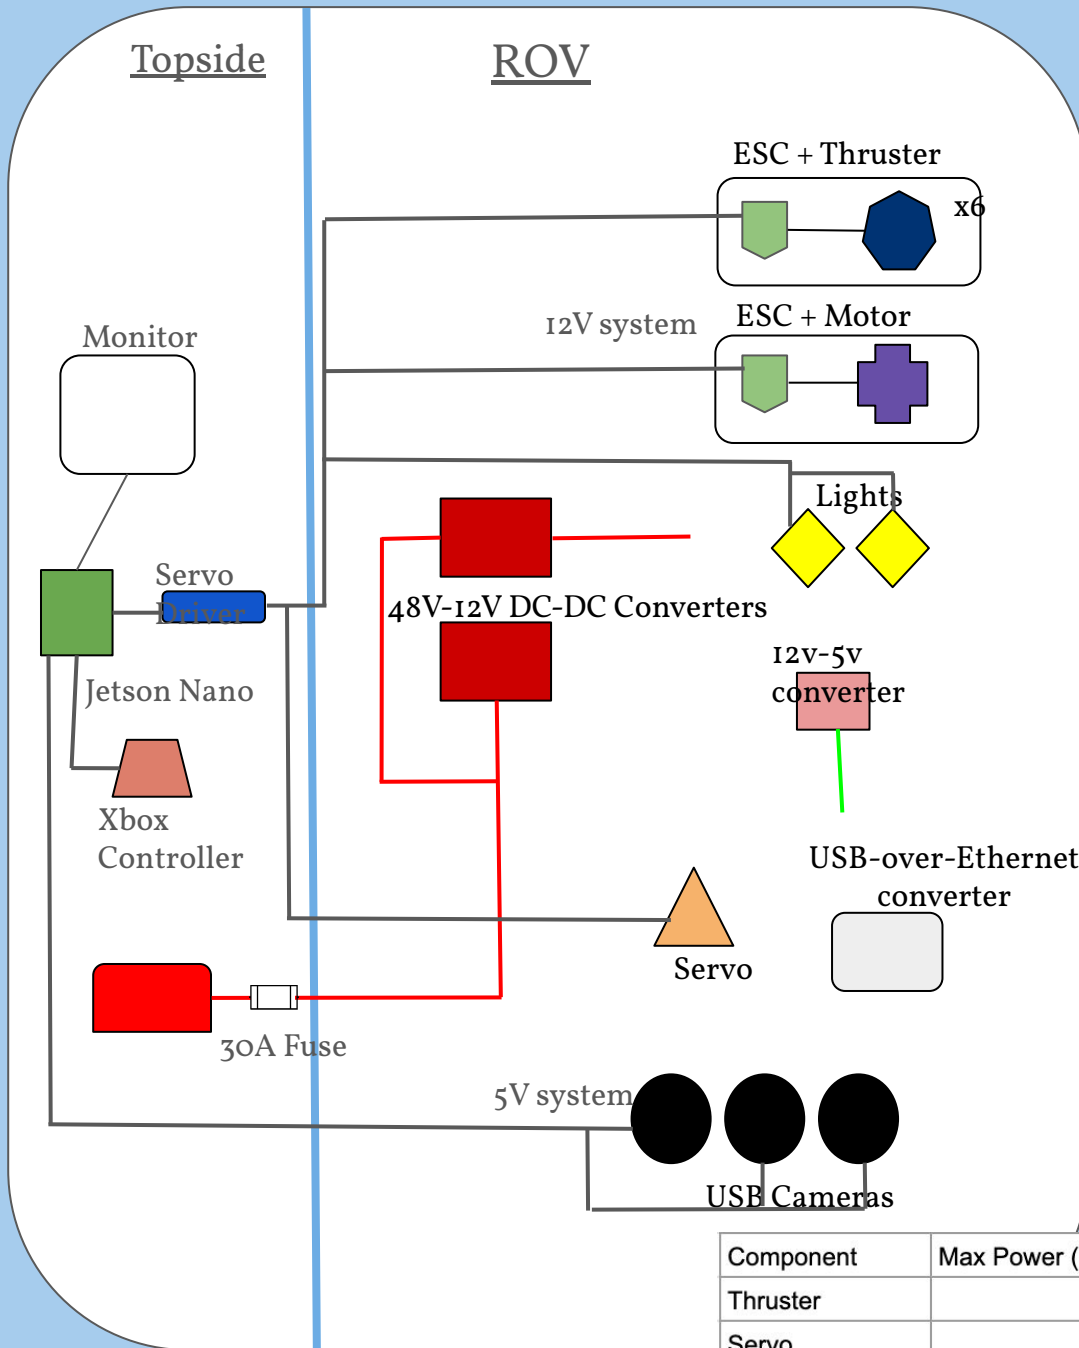 Topside
ROV
ESC + Thruster
x6
12V system
ESC + Motor
Monitor
Lights
Servo
Driver
48V-12V DC-DC Converters
12v-5v
converter
Jetson Nano
Xbox
Controller
USB-over-Ethernet
converter
Servo
30A Fuse
5V system
USB Cameras
Component
Max Power (
Thruster
Servo